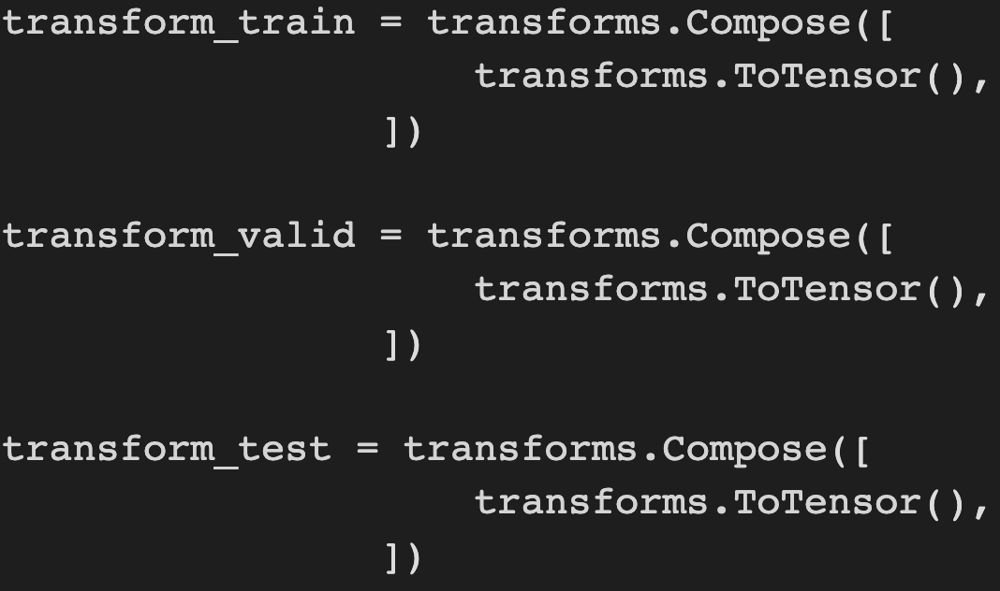 transform_train = transforms.Compose([
                    transforms.ToTensor(),
                ])

transform_valid = transforms.Compose([
                    transforms.ToTensor(),
                ])

transform_test = transforms.Compose([
                    transforms.ToTensor(),
                ])